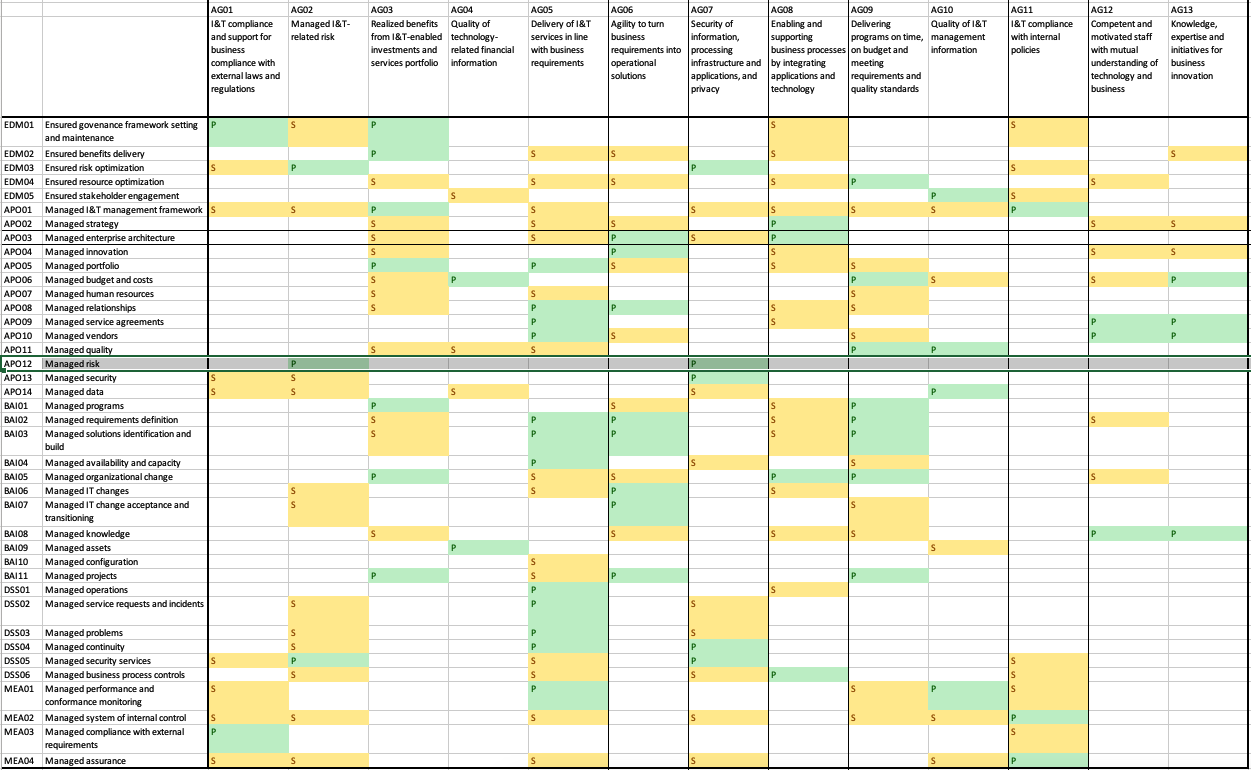 AG01 AG02 AG03 AG04 AG05 AG06 AG07 AG08 AG09 AG10 AG11 AG12 AG13
I&T compliance
and support for
business
compliance with
external laws and
regulations
Managed I&T-
related risk
Realized benefits
from I&T-enabled
investments and
services portfolio
Quality of
technology-
related financial
information
Delivery of I&T
services in line
with business
requirements
Agility to turn
business
requirements into
operational
solutions
Security of
information,
processing
infrastructure and
applications, and
privacy
Enabling and
supporting
business processes
by integrating
applications and
technology
Delivering
programs on time,
on budget and
meeting
requirements and
quality standards
Quality of I&T
management
information
I&T compliance
with internal
policies
Competent and
motivated staff
with mutual
understanding of
technology and
business
Knowledge,
expertise and
initiatives for
business
innovation
EDM01 Ensured govenance framework setting P S P S S
and maintenance
EDM02 Ensured benefits delivery P S S S S
EDM03 Ensured risk optimization S P P S
EDM04 Ensured resource optimization S S S S P S
EDM05 Ensured stakeholder engagement S P S
APO01 Managed I&T management framework S S P S S S S S P
APO02 Managed strategy S S S P S S
APO03 Managed enterprise architecture S S P S P
APO04 Managed innovation S P S S S
APO05 Managed portfolio P P S S S
APO06 Managed budget and costs S P P S S P
APO07 Managed human resources S S S
APO08 Managed relationships S P P S S
APO09 Managed service agreements P S P P
APO10 Managed vendors P S S P P
APO11 Managed quality S S S P P
APO12 Managed risk P P
APO13 Managed security S S P
APO14 Managed data S S S S P
BAI01 Managed programs P S S P
BAI02 Managed requirements definition S P P S P S
BAI03 Managed solutions identification and S P P S P
build
BAI04 Managed availability and capacity P S S
BAI05 Managed organizational change P S S P P S
BAI06 Managed IT changes S S P S
BAI07 Managed IT change acceptance and S P S
transitioning
BAI08 Managed knowledge S S S S P P
BAI09 Managed assets P S
BAI10 Managed configuration S
BAI11 Managed projects P S P P
DSS01 Managed operations P S
DSS02 Managed service requests and incidents S P S
DSS03 Managed problems S P S
DSS04 Managed continuity S P P
DSS05 Managed security services S P S P S
DSS06 Managed business process controls S S S P S
MEA01 Managed performance and S P S P S
conformance monitoring
MEA02 Managed system of internal control S S S S S S P
MEA03 Managed compliance with external P S
requirements
MEA04 Managed assurance S S S S S P